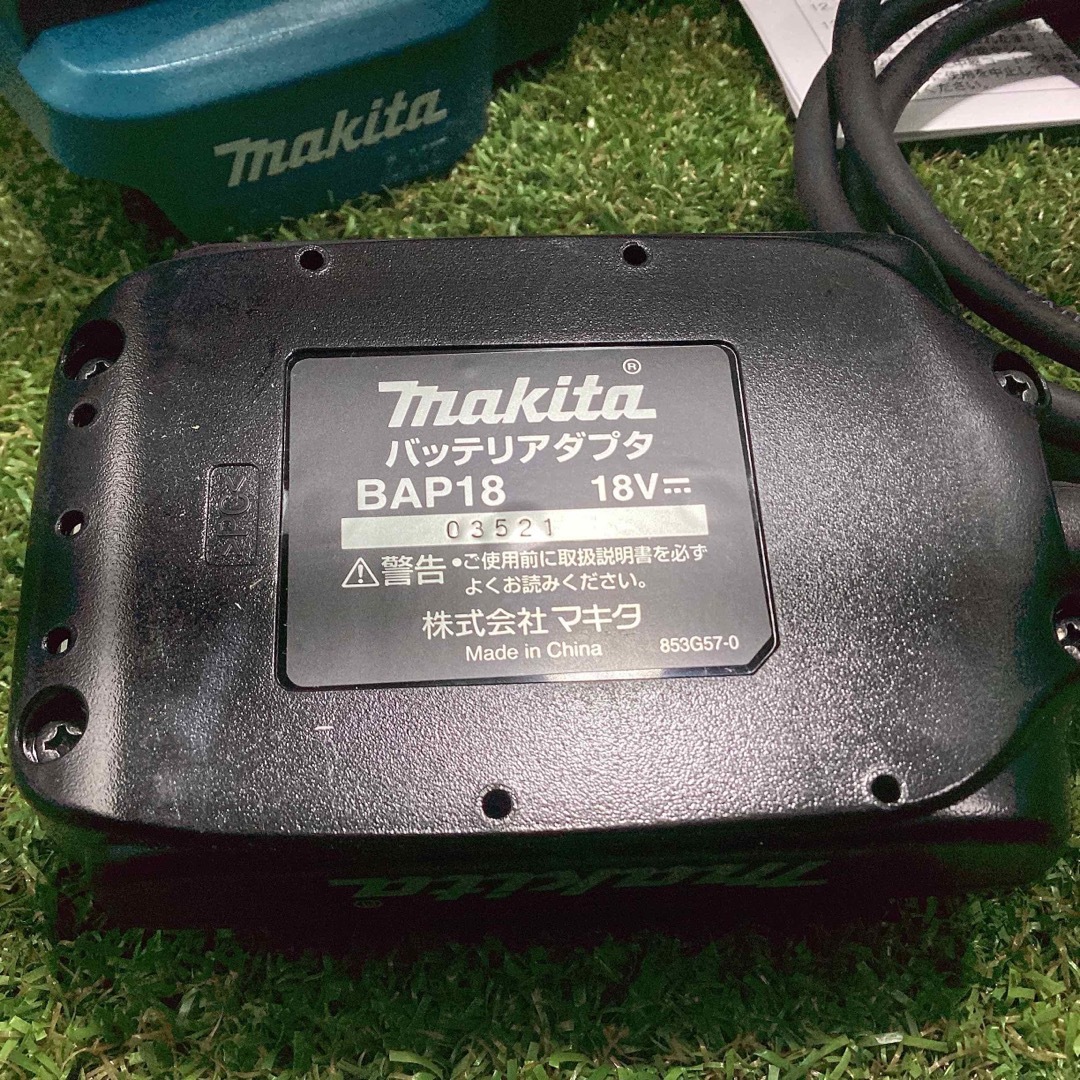 makita
makita®
バッテリアダプタ
BAP18 18V⎓
03521
⚠警告 •ご使用前に取扱説明書を必ず
よくお読みください。
株式会社マキタ
Made in China 853G57-0
makita®